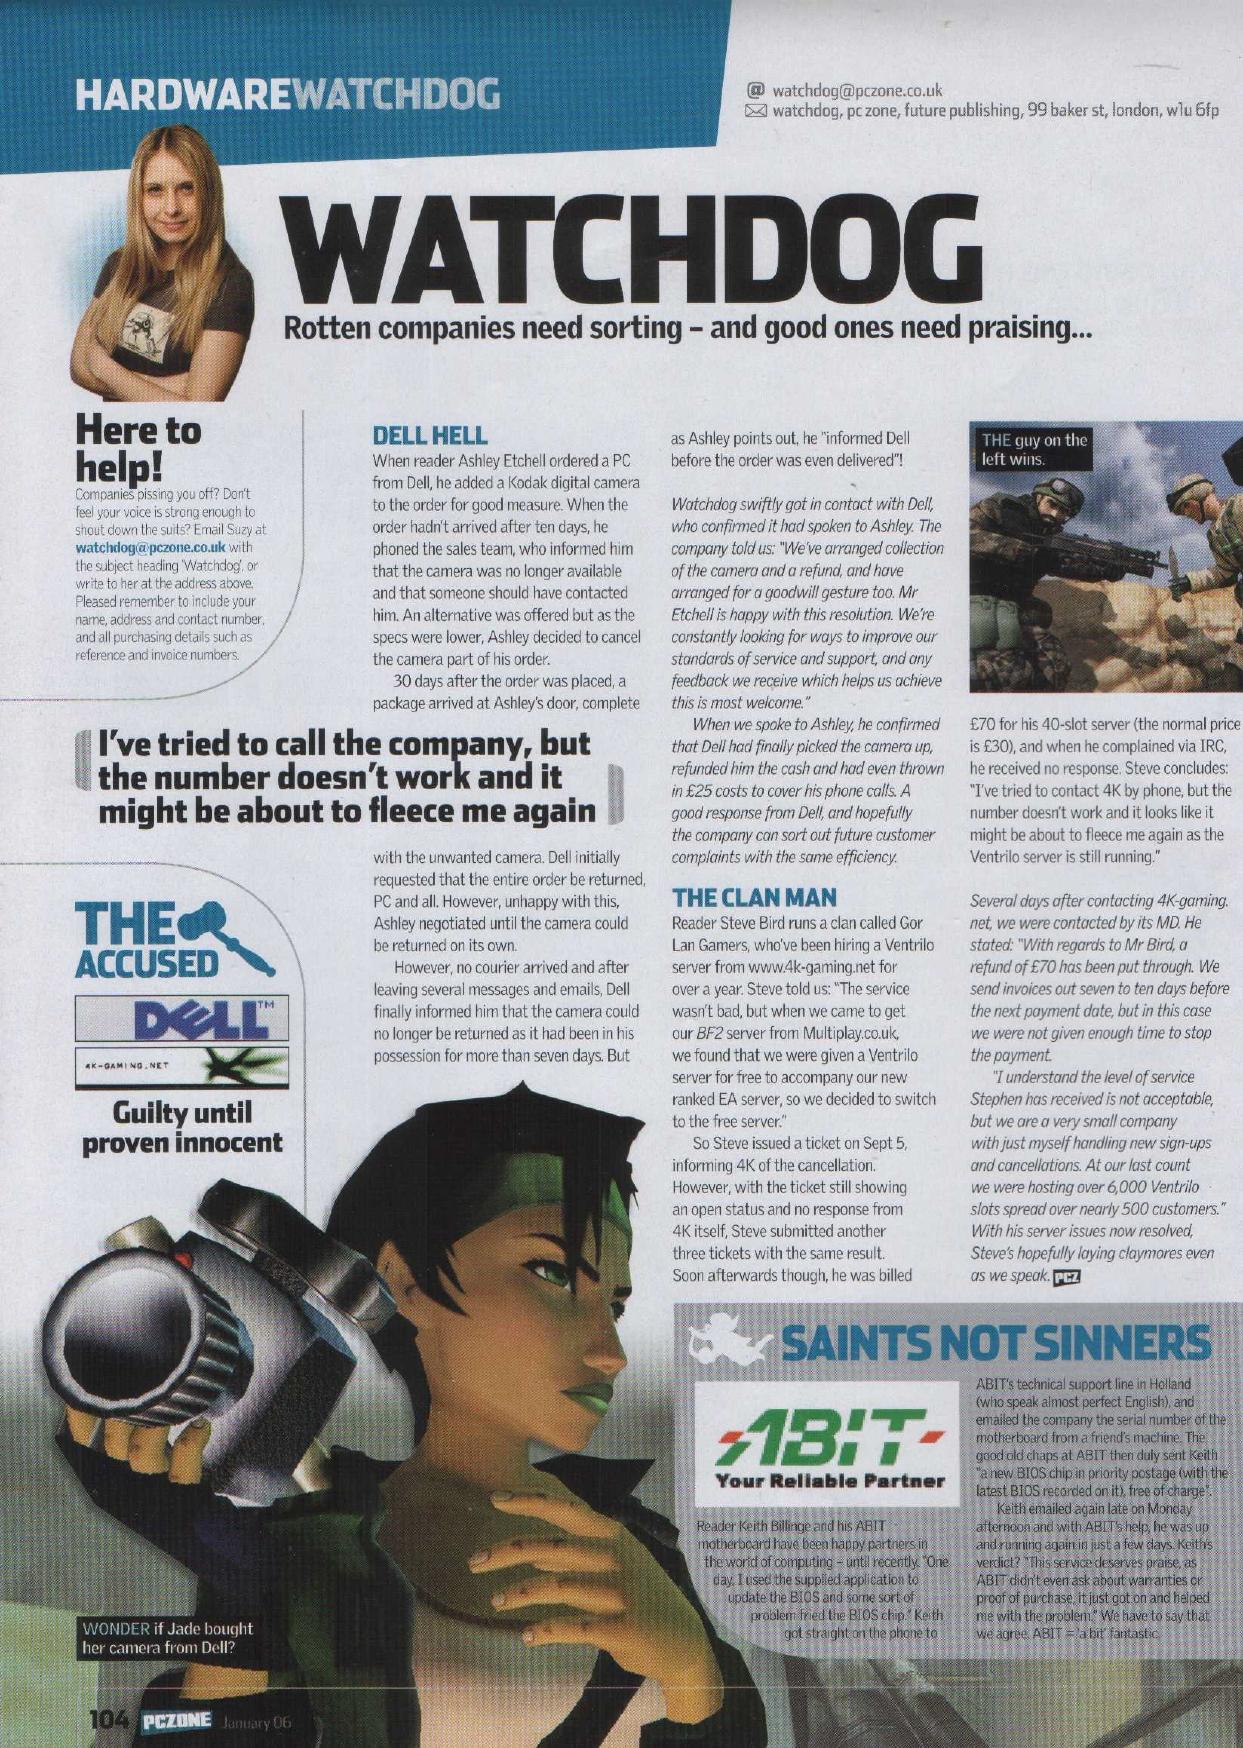 HARDWAREWATCHDOG
@ watchdog@pczone.co.uk
watchdog, pc zone, future publishing, 99 baker st, london, w1u 6fp
WATCHDOG
Rotten companies need sorting – and good ones need praising...
Here to
help!
Companies pissing you off? Don't
feel your voice is strong enough to
shout down the suits? Email Suzy at
watchdog@pczone.co.uk with
the subject heading 'Watchdog', or
write to her at the address above.
Pleased remember to include your
name, address and contact number,
and all purchasing details such as
reference and invoice numbers.
DELL HELL
When reader Ashley Etchell ordered a PC
from Dell, he added a Kodak digital camera
to the order for good measure. When the
order hadn't arrived after ten days, he
phoned the sales team, who informed him
that the camera was no longer available
and that someone should have contacted
him. An alternative was offered but as the
specs were lower, Ashley decided to cancel
the camera part of his order.
30 days after the order was placed, a
package arrived at Ashley's door, complete
I've tried to call the company, but
the number doesn't work and it
might be about to fleece me again
with the unwanted camera. Dell initially
requested that the entire order be returned,
PC and all. However, unhappy with this,
Ashley negotiated until the camera could
be returned on its own.
However, no courier arrived and after
leaving several messages and emails, Dell
finally informed him that the camera could
no longer be returned as it had been in his
possession for more than seven days. But
as Ashley points out, he "informed Dell
before the order was even delivered"!
Watchdog swiftly got in contact with Dell,
who confirmed it had spoken to Ashley. The
company told us: "We've arranged collection
of the camera and a refund, and have
arranged for a goodwill gesture too. Mr
Etchell is happy with this resolution. We're
constantly looking for ways to improve our
standards of service and support, and any
feedback we receive which helps us achieve
this is most welcome."
When we spoke to Ashley, he confirmed
that Dell had finally picked the camera up,
refunded him the cash and had even thrown
in £25 costs to cover his phone calls. A
good response from Dell, and hopefully
the company can sort out future customer
complaints with the same efficiency.
THE CLAN MAN
Reader Steve Bird runs a clan called Gor
Lan Gamers, who've been hiring a Ventrilo
server from www.4k-gaming.net for
over a year. Steve told us: "The service
wasn't bad, but when we came to get
our BF2 server from Multiplay.co.uk,
we found that we were given a Ventrilo
server for free to accompany our new
ranked EA server, so we decided to switch
to the free server."
So Steve issued a ticket on Sept 5,
informing 4K of the cancellation.
However, with the ticket still showing
an open status and no response from
4K itself, Steve submitted another
three tickets with the same result.
Soon afterwards though, he was billed
THE guy on the
left wins.
£70 for his 40-slot server (the normal price
is £30), and when he complained via IRC,
he received no response. Steve concludes:
"I've tried to contact 4K by phone, but the
number doesn't work and it looks like it
might be about to fleece me again as the
Ventrilo server is still running."
Several days after contacting 4K-gaming.
net, we were contacted by its MD. He
stated: "With regards to Mr Bird, a
refund of £70 has been put through. We
send invoices out seven to ten days before
the next payment date, but in this case
we were not given enough time to stop
the payment.
"I understand the level of service
Stephen has received is not acceptable,
but we are a very small company
with just myself handling new sign-ups
and cancellations. At our last count
we were hosting over 6,000 Ventrilo
slots spread over nearly 500 customers."
With his server issues now resolved,
Steve's hopefully laying claymores even
as we speak. PCZ
THE
ACCUSED
DELL™
4K-GAMING.NET
Guilty until
proven innocent
SAINTS NOT SINNERS
ABIT
Your Reliable Partner
Reader Keith Billinge and his ABIT
motherboard have been happy partners in
the world of computing – until recently. "One
day, I used the supplied application to
update the BIOS and some sort of
problem fried the BIOS chip." Keith
got straight on the phone to
ABIT's technical support line in Holland
(who speak almost perfect English), and
emailed the company the serial number of the
motherboard from a friend's machine. The
good old chaps at ABIT then duly sent Keith
"a new BIOS chip in priority postage (with the
latest BIOS recorded on it), free of charge".
Keith emailed again late on Monday
afternoon and with ABIT's help, he was up
and running again in just a few days. Keith's
verdict? "This service deserves praise, as
ABIT didn't even ask about warranties or
proof of purchase, it just got on and helped
me with the problem." We have to say that
we agree. ABIT = 'a bit' fantastic.
WONDER if Jade bought
her camera from Dell?
104 PCZONE January 06